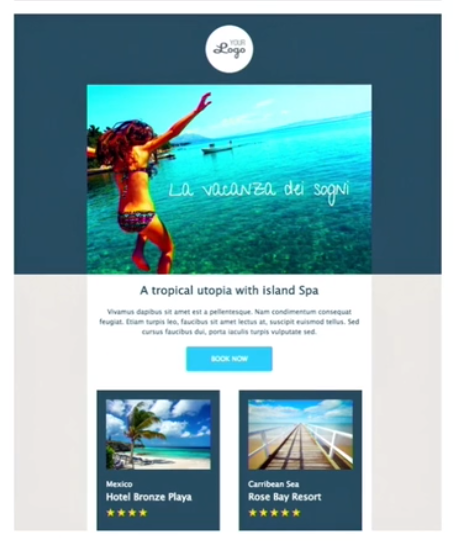 YOUR
Logo
La vacanza dei sogni
A tropical utopia with island Spa
Vivamus dapibus sit amet est a pellentesque. Nam condimentum consequat
feugiat. Etiam turpis leo, faucibus sit amet lectus at, suscipit euismod tellus. Sed
cursus faucibus dui, porta iaculis turpis vulputate sed.
BOOK NOW
Mexico
Hotel Bronze Playa
Carribean Sea
Rose Bay Resort